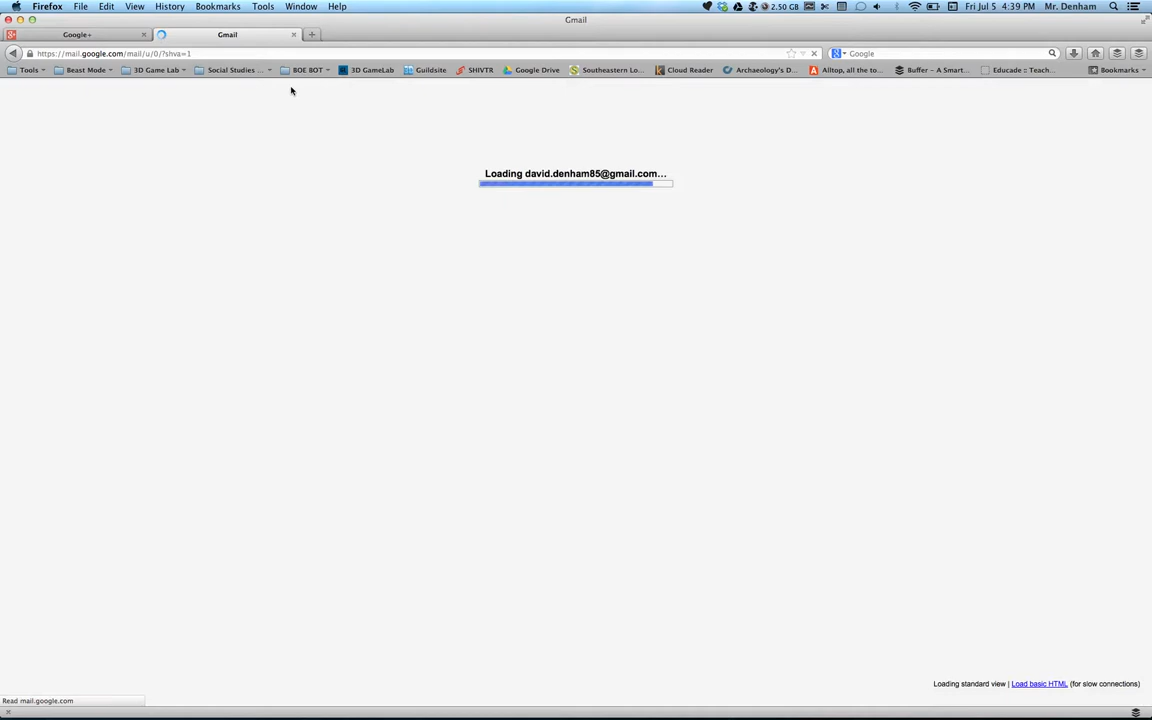 Firefox File Edit View History Bookmarks Tools Window Help 2.50 GB Fri Jul 5 4:39 PM Mr. Denham
Gmail
Google+ Gmail
https://mail.google.com/mail/u/0/?shva=1 Google
Tools Beast Mode 3D Game Lab Social Studies ... BOE BOT 3D GameLab Guildsite SHIVTR Google Drive Southeastern Lo... Cloud Reader Archaeology's D... Alltop, all the to... Buffer – A Smart... Educade :: Teach... Bookmarks
Loading david.denham85@gmail.com...
Loading standard view | Load basic HTML (for slow connections)
Read mail.google.com